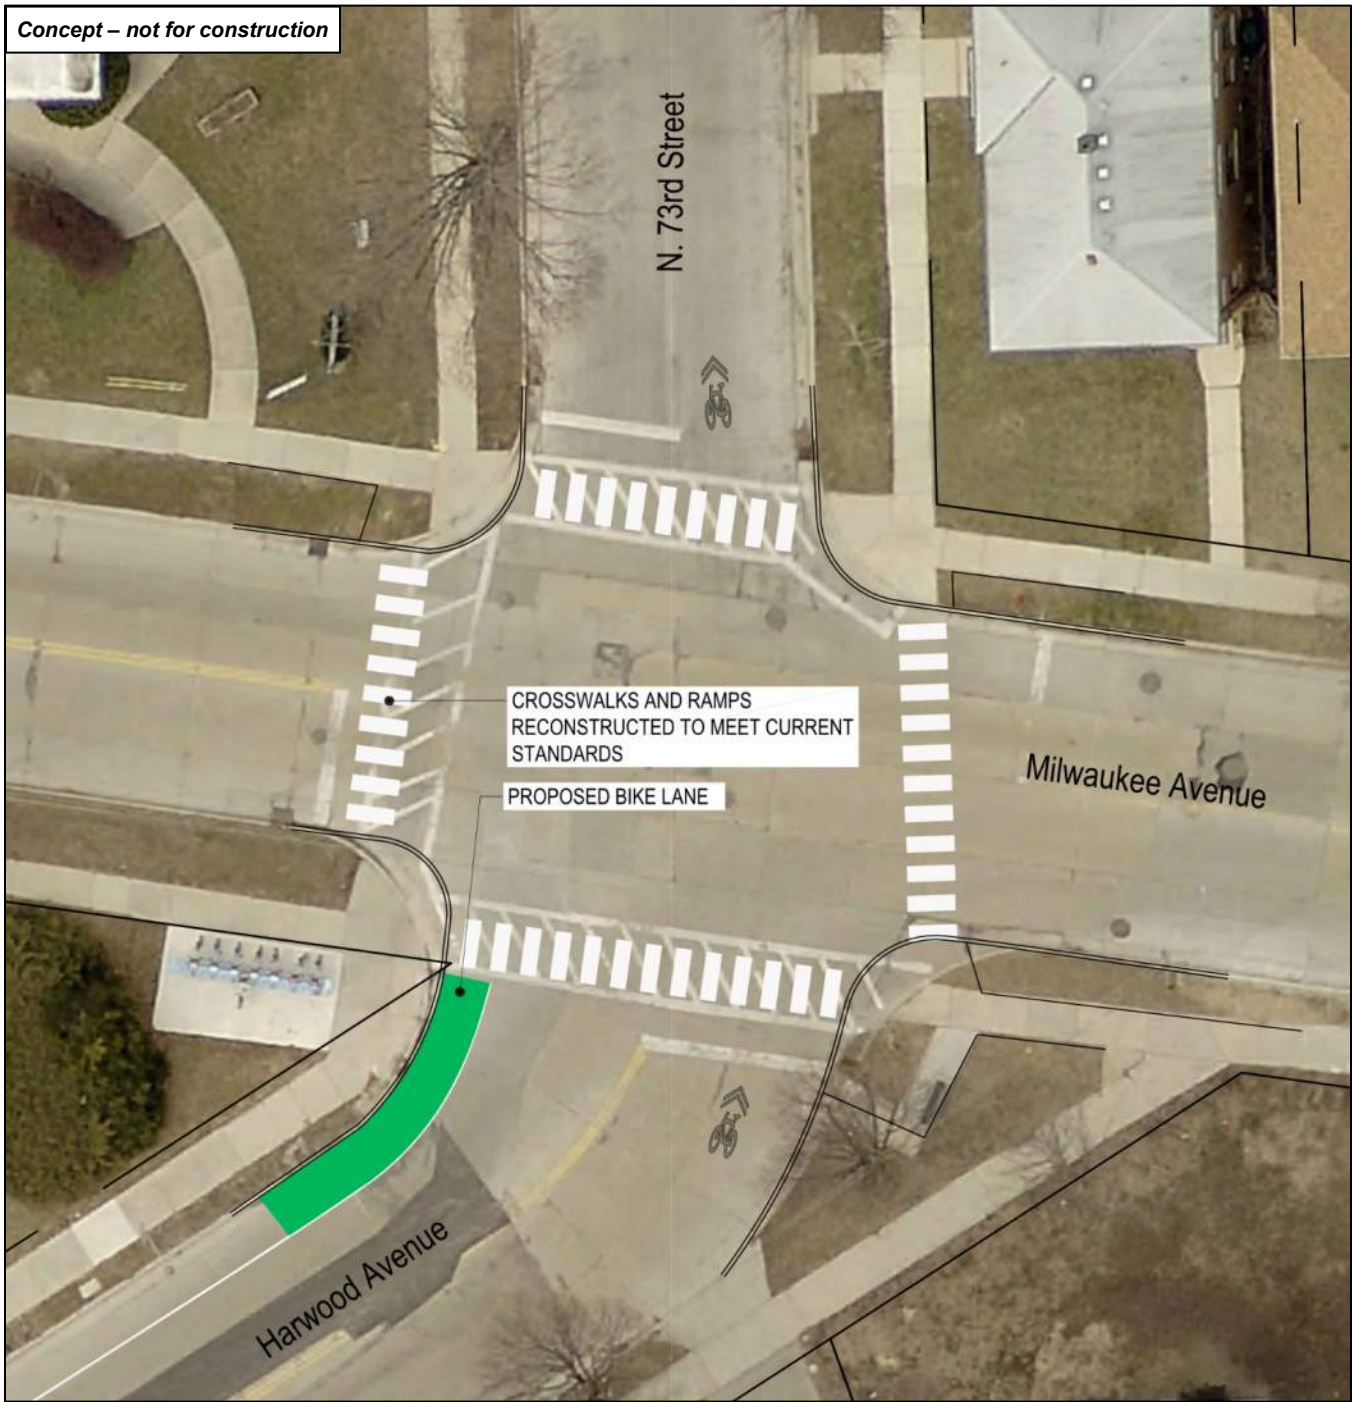 Concept – not for construction
N. 73rd Street
CROSSWALKS AND RAMPS
RECONSTRUCTED TO MEET CURRENT
STANDARDS
PROPOSED BIKE LANE
Milwaukee Avenue
Harwood Avenue